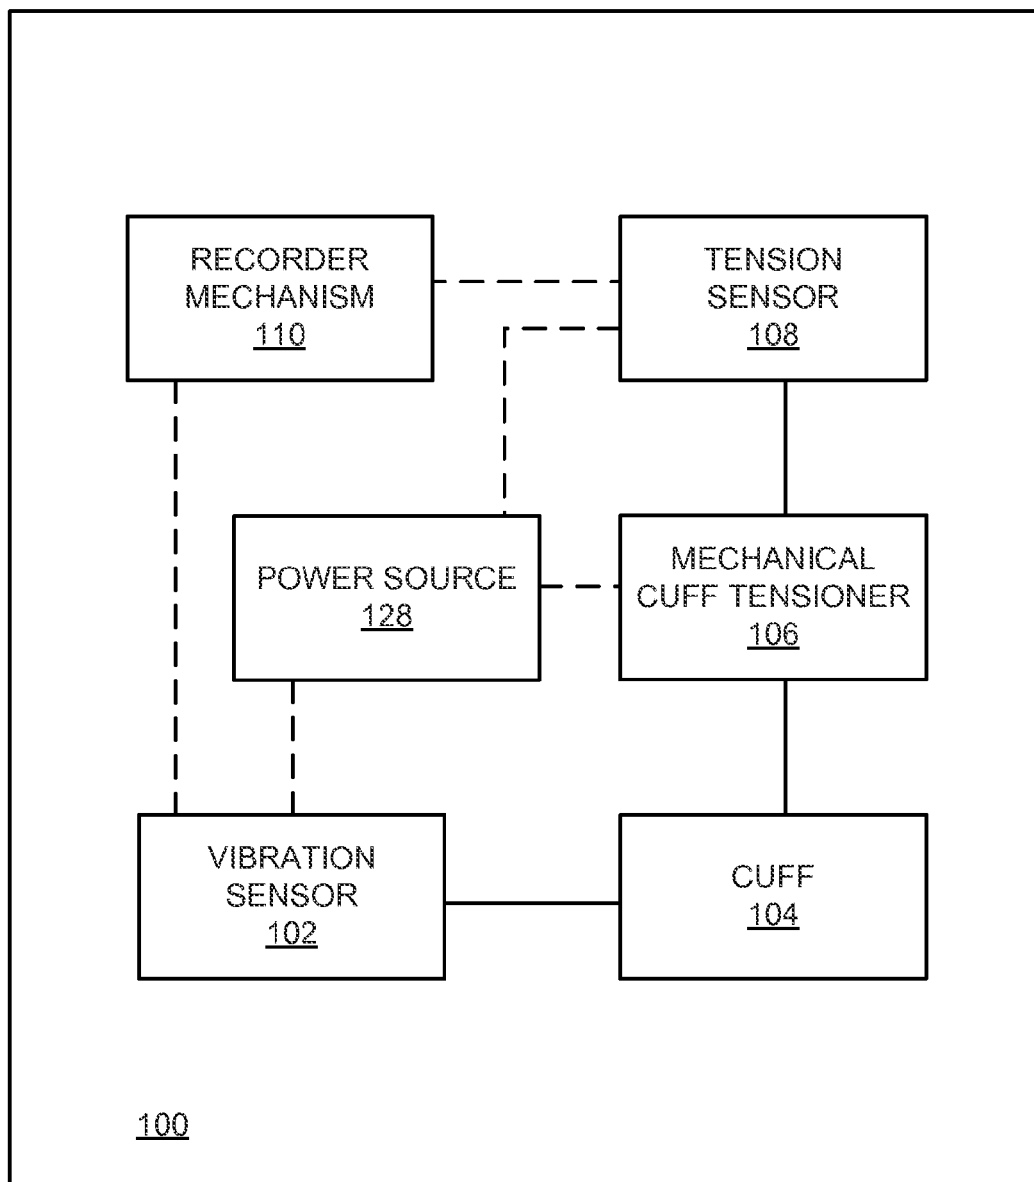 RECORDER
MECHANISM
110
TENSION
SENSOR
108
POWER SOURCE
128
MECHANICAL
CUFF TENSIONER
106
VIBRATION
SENSOR
102
CUFF
104
100